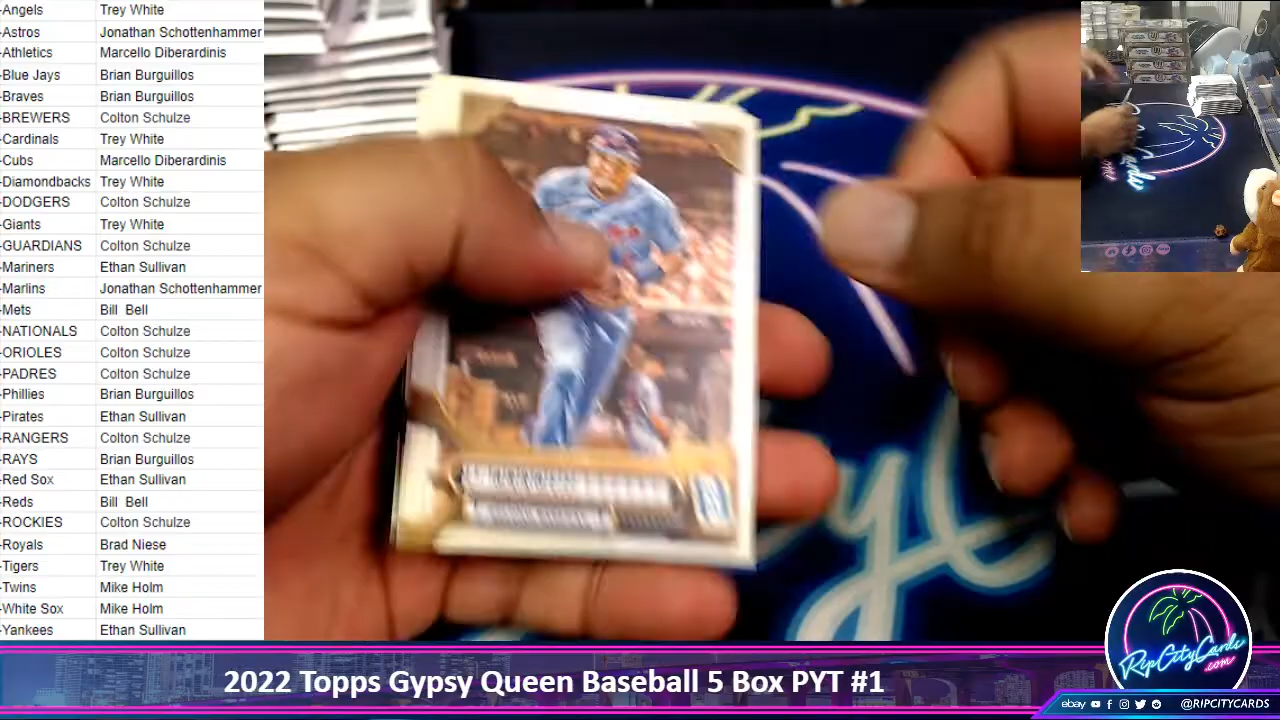 -Angels Trey White
-Astros Jonathan Schottenhammer
-Athletics Marcello Diberardinis
-Blue Jays Brian Burguillos
-Braves Brian Burguillos
-BREWERS Colton Schulze
-Cardinals Trey White
-Cubs Marcello Diberardinis
-Diamondbacks Trey White
-DODGERS Colton Schulze
-Giants Trey White
-GUARDIANS Colton Schulze
-Mariners Ethan Sullivan
-Marlins Jonathan Schottenhammer
-Mets Bill Bell
-NATIONALS Colton Schulze
-ORIOLES Colton Schulze
-PADRES Colton Schulze
-Phillies Brian Burguillos
-Pirates Ethan Sullivan
-RANGERS Colton Schulze
-RAYS Brian Burguillos
-Red Sox Ethan Sullivan
-Reds Bill Bell
-ROCKIES Colton Schulze
-Royals Brad Niese
-Tigers Trey White
-Twins Mike Holm
-White Sox Mike Holm
-Yankees Ethan Sullivan
2022 Topps Gypsy Queen Baseball 5 Box PYT #1
RipCityCards
.com
ebay @RIPCITYCARDS